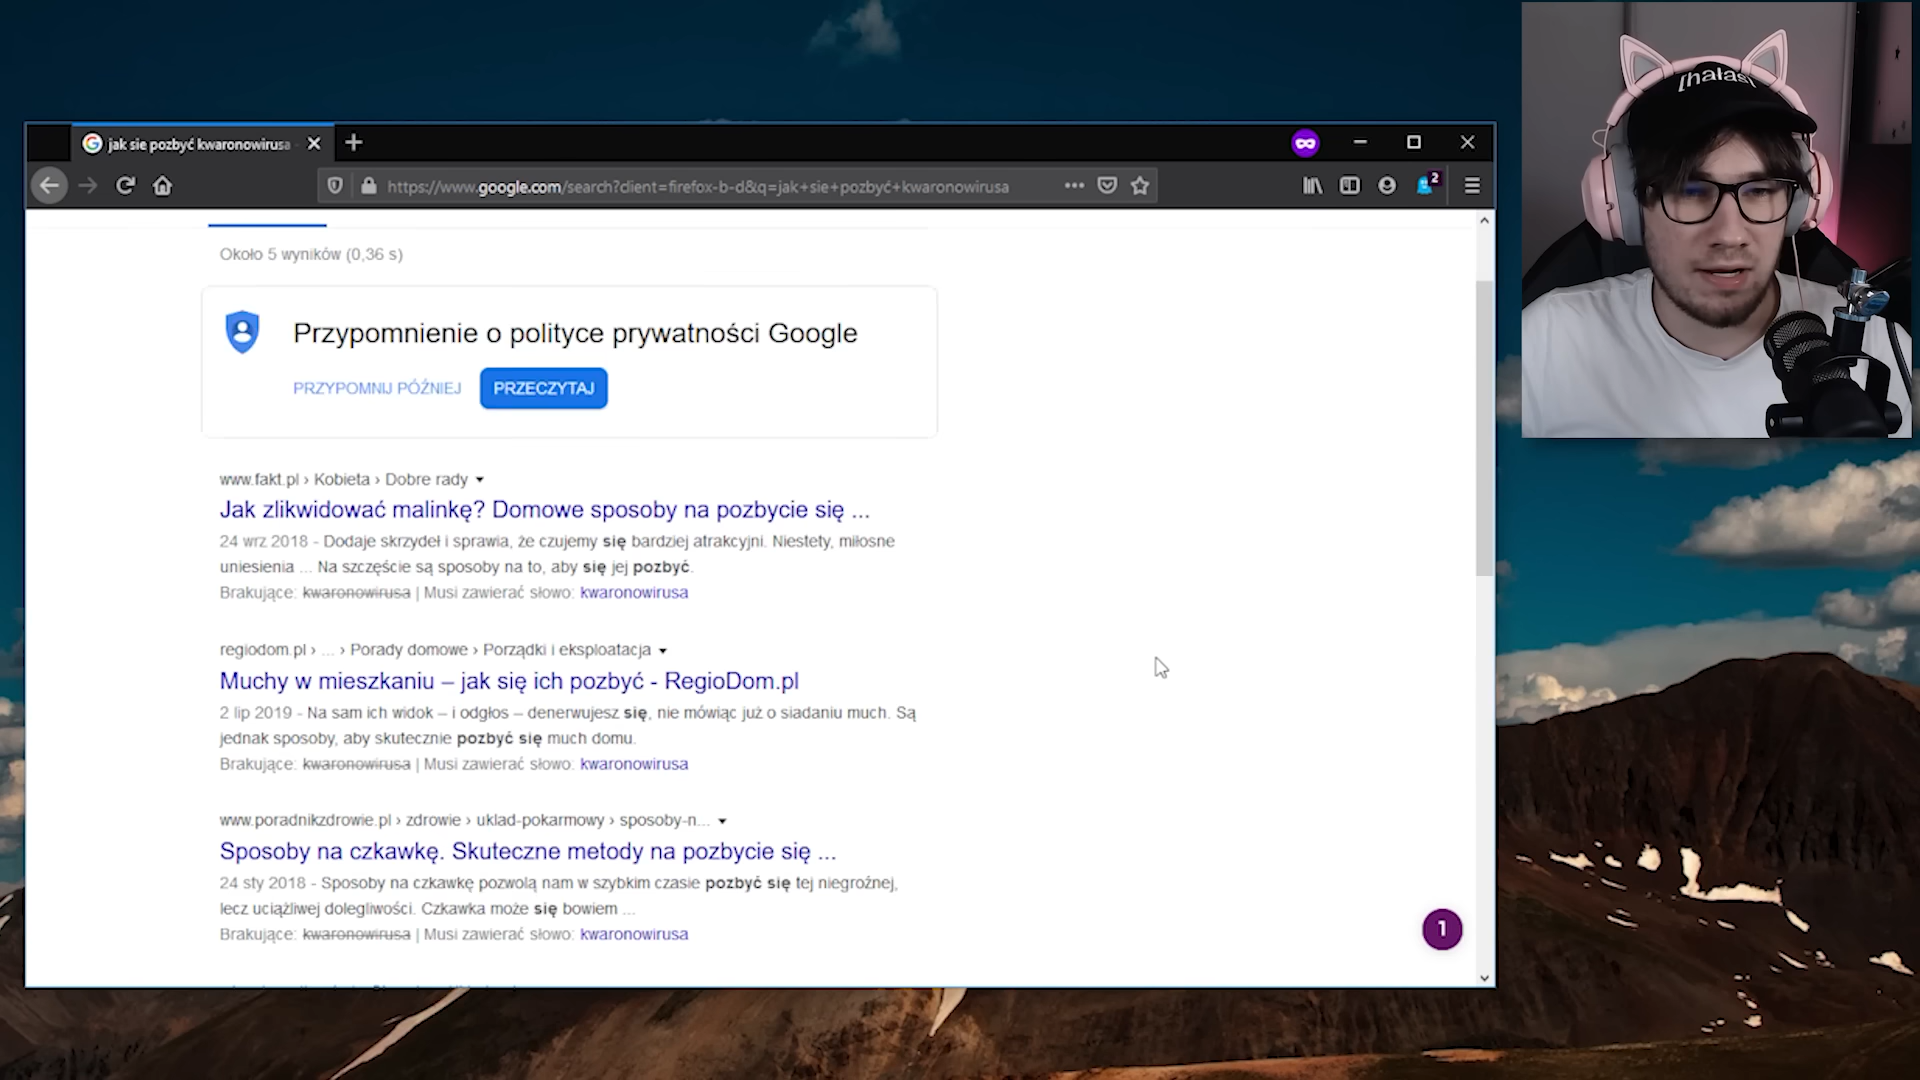 jak sie pozbyć kwaronowirusa -
https://www.google.com/search?client=firefox-b-d&q=jak+sie+pozbyć+kwaronowirusa
2
Około 5 wyników (0,36 s)
Przypomnienie o polityce prywatności Google
PRZYPOMNIJ PÓŹNIEJ PRZECZYTAJ
www.fakt.pl › Kobieta › Dobre rady
Jak zlikwidować malinkę? Domowe sposoby na pozbycie się ...
24 wrz 2018 - Dodaje skrzydeł i sprawia, że czujemy się bardziej atrakcyjni. Niestety, miłosne
uniesienia ... Na szczęście są sposoby na to, aby się jej pozbyć.
Brakujące: kwaronowirusa | Musi zawierać słowo: kwaronowirusa
regiodom.pl › ... › Porady domowe › Porządki i eksploatacja
Muchy w mieszkaniu – jak się ich pozbyć - RegioDom.pl
2 lip 2019 - Na sam ich widok – i odgłos – denerwujesz się, nie mówiąc już o siadaniu much. Są
jednak sposoby, aby skutecznie pozbyć się much domu.
Brakujące: kwaronowirusa | Musi zawierać słowo: kwaronowirusa
www.poradnikzdrowie.pl › zdrowie › uklad-pokarmowy › sposoby-n...
Sposoby na czkawkę. Skuteczne metody na pozbycie się ...
24 sty 2018 - Sposoby na czkawkę pozwolą nam w szybkim czasie pozbyć się tej niegroźnej,
lecz uciążliwej dolegliwości. Czkawka może się bowiem ...
Brakujące: kwaronowirusa | Musi zawierać słowo: kwaronowirusa
1
[hałas]